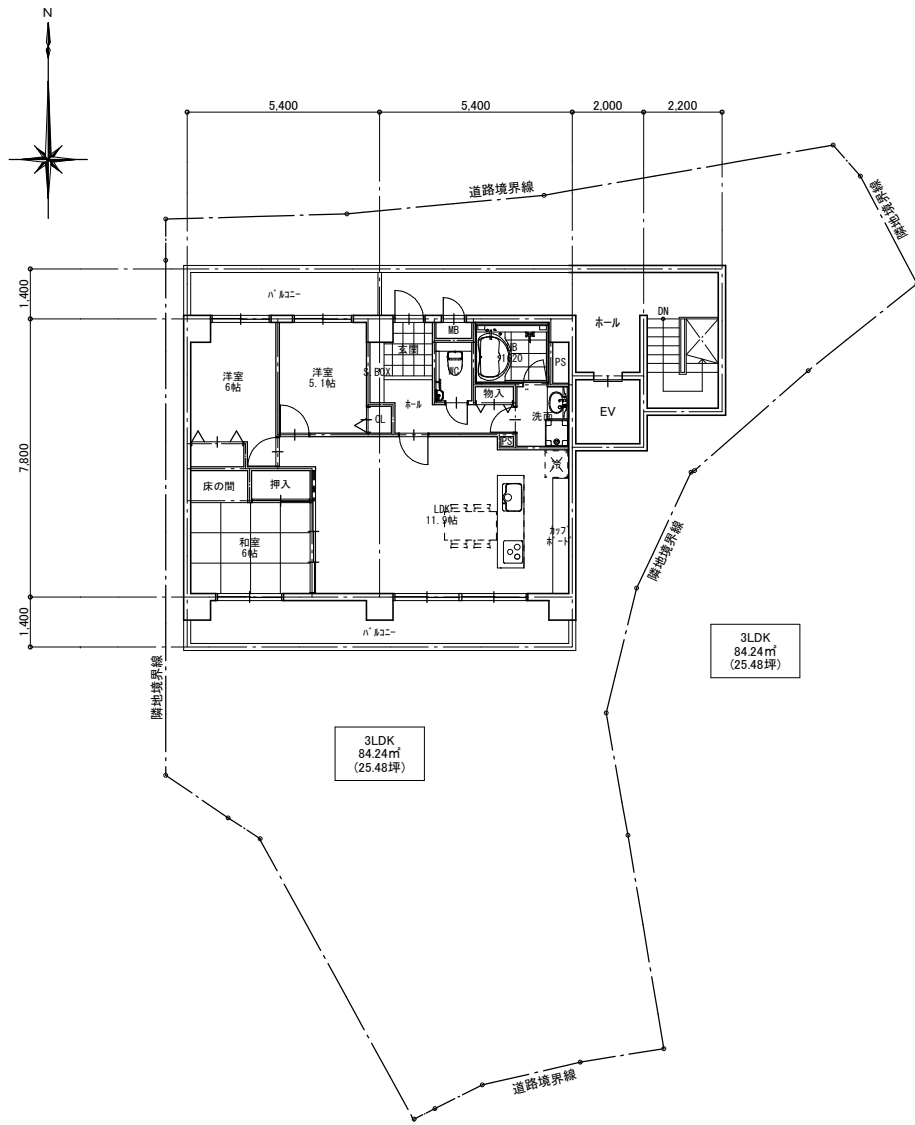 N
5,400
5,400
2,000
2,200
道路境界線
隣地境界線
1,400
バルコニー
ホール
DN
MB
玄関
UB
1620
PS
洋室
6帖
洋室
5.1帖
S.BOX
WC
物入
EV
ホール
CL
洗面
7,800
PS
床の間
押入
LDK
11.9帖
カップ
ボード
和室
6帖
隣地境界線
1,400
バルコニー
隣地境界線
3LDK
84.24㎡
(25.48坪)
3LDK
84.24㎡
(25.48坪)
道路境界線